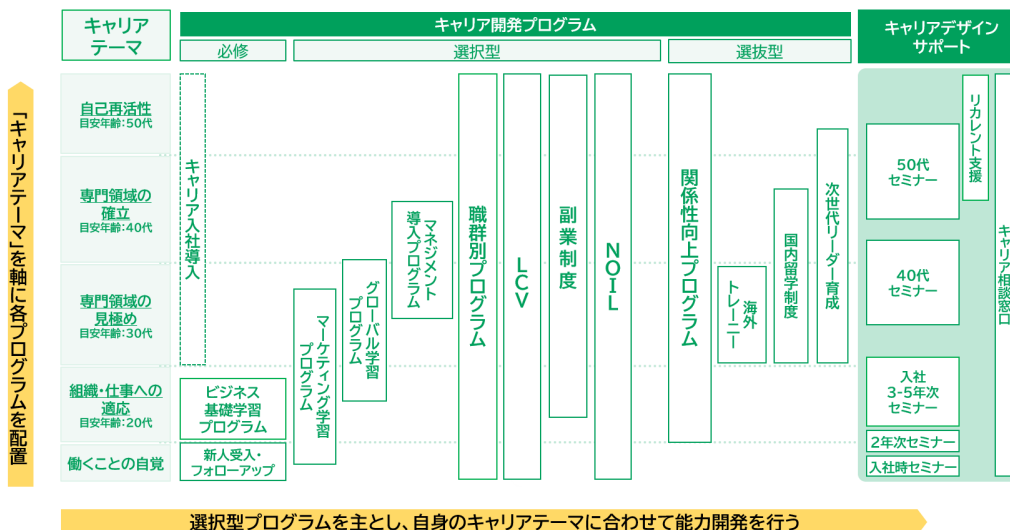 キャリア
テーマ
キャリア開発プログラム
キャリアデザイン
サポート
必修
選択型
選抜型
「キャリアテーマ」を軸に各プログラムを配置
自己再活性
目安年齢:50代
専門領域の
確立
目安年齢:40代
専門領域の
見極め
目安年齢:30代
組織・仕事への
適応
目安年齢:20代
働くことの自覚
キャリア入社導入
ビジネス
基礎学習
プログラム
新人受入・
フォローアップ
マーケティング学習
プログラム
グローバル学習
プログラム
マネジメント
導入プログラム
職群別プログラム
LCV
副業制度
NOIL
関係性向上プログラム
海外
トレーニー
国内留学制度
次世代リーダー育成
50代
セミナー
40代
セミナー
入社
3-5年次
セミナー
2年次セミナー
入社時セミナー
リカレント支援
キャリア相談窓口
選択型プログラムを主とし、自身のキャリアテーマに合わせて能力開発を行う